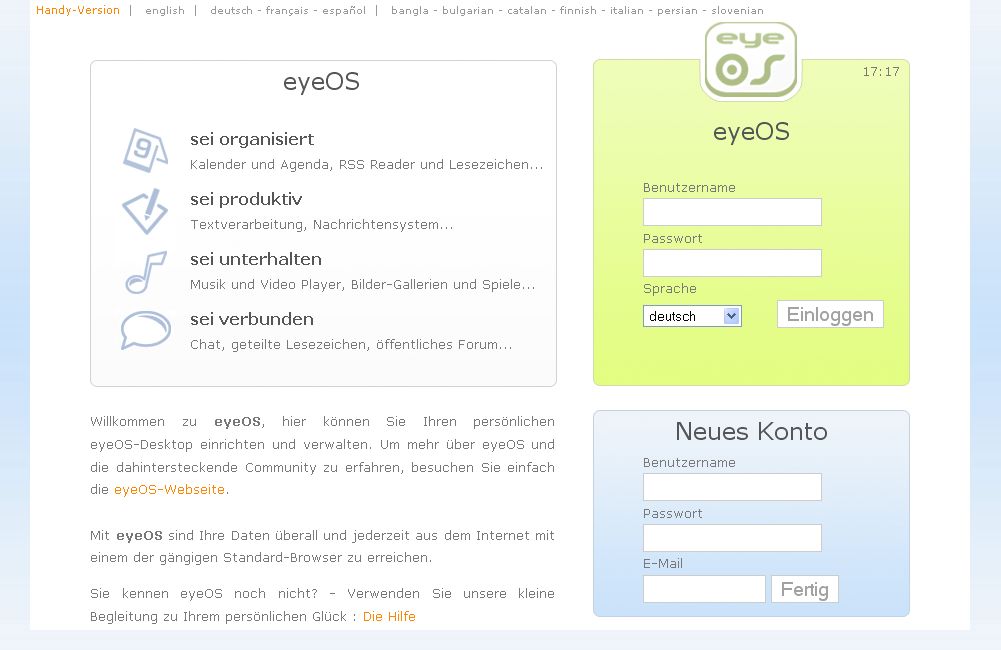 Handy-Version | english | deutsch - français - español | bangla - bulgarian - catalan - finnish - italian - persian - slovenian
eyeOS
9
sei organisiert
Kalender und Agenda, RSS Reader und Lesezeichen...
sei produktiv
Textverarbeitung, Nachrichtensystem...
sei unterhalten
Musik und Video Player, Bilder-Gallerien und Spiele...
sei verbunden
Chat, geteilte Lesezeichen, öffentliches Forum...
Willkommen zu eyeOS, hier können Sie Ihren persönlichen
eyeOS-Desktop einrichten und verwalten. Um mehr über eyeOS und
die dahintersteckende Community zu erfahren, besuchen Sie einfach
die eyeOS-Webseite.
Mit eyeOS sind Ihre Daten überall und jederzeit aus dem Internet mit
einem der gängigen Standard-Browser zu erreichen.
Sie kennen eyeOS noch nicht? - Verwenden Sie unsere kleine
Begleitung zu Ihrem persönlichen Glück : Die Hilfe
eye
OS
17:17
eyeOS
Benutzername
Passwort
Sprache
deutsch
Einloggen
Neues Konto
Benutzername
Passwort
E-Mail
Fertig